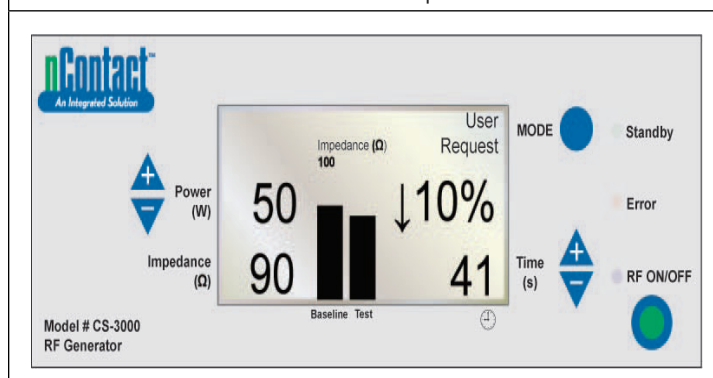 nContact™
An Integrated Solution
User
Request
Impedance (Ω)
100
MODE
Standby
Power
(W)
50
↓10%
Error
Impedance
(Ω)
90
41
Time
(s)
RF ON/OFF
Baseline Test
Model # CS-3000
RF Generator